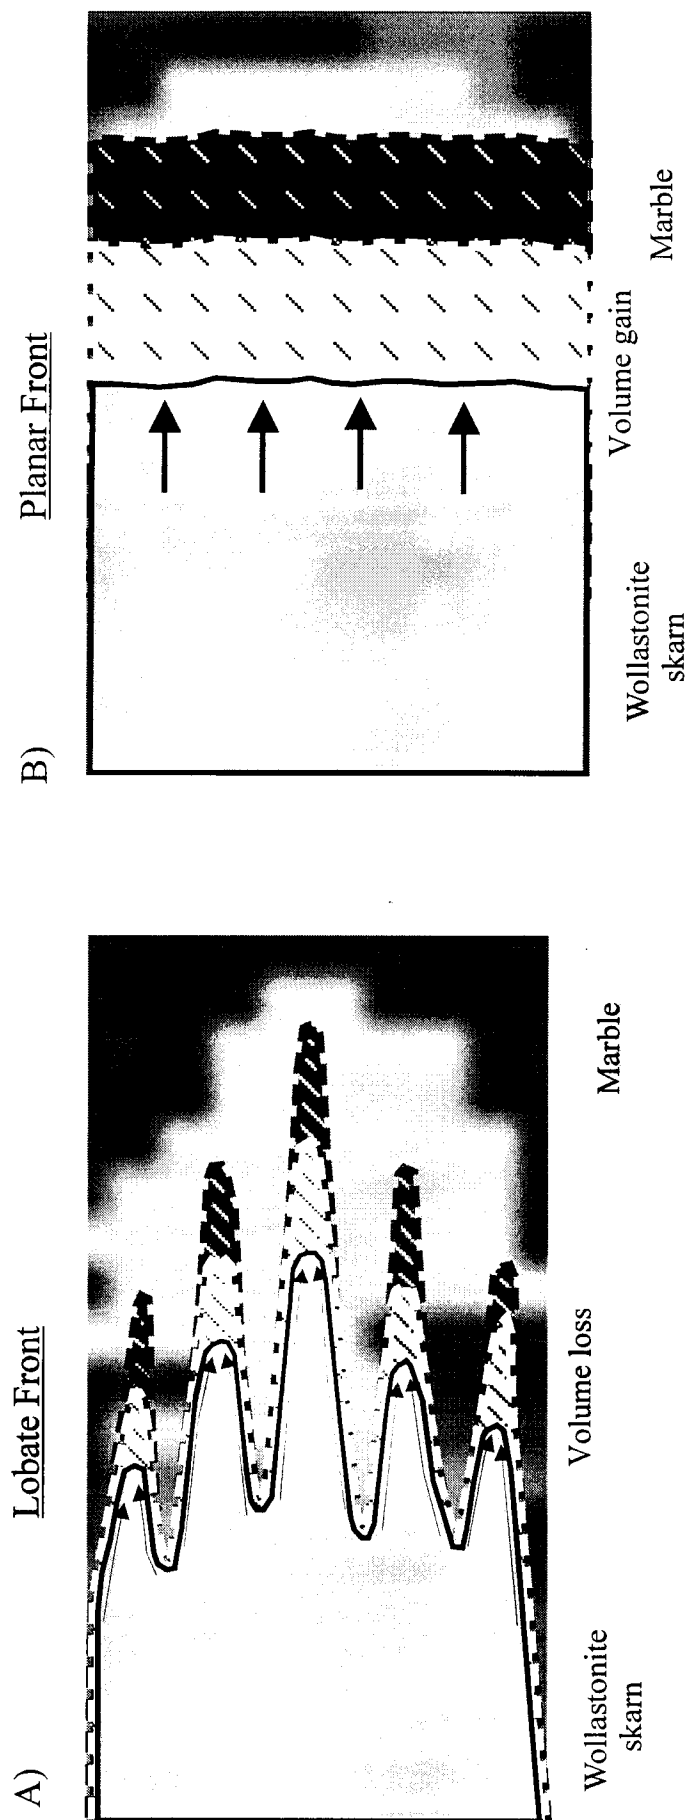 A)
Lobate Front
Wollastonite
skarn
Volume loss
Marble
B)
Planar Front
Wollastonite
skarn
Volume gain
Marble